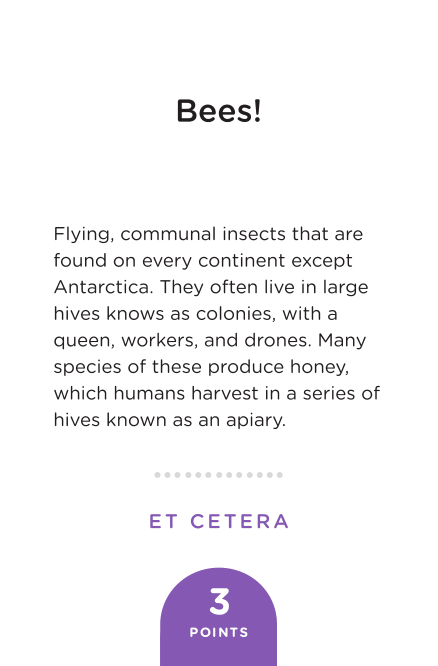 Bees!
Flying, communal insects that are
found on every continent except
Antarctica. They often live in large
hives knows as colonies, with a
queen, workers, and drones. Many
species of these produce honey,
which humans harvest in a series of
hives known as an apiary.
ET CETERA
3
POINTS